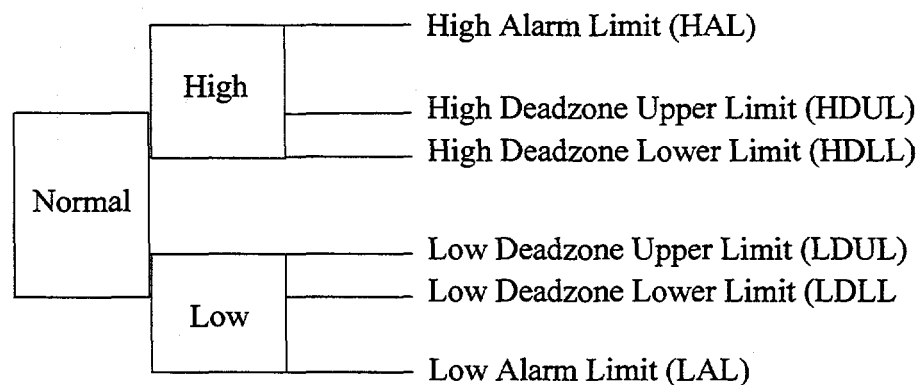 High Alarm Limit (HAL)
High
High Deadzone Upper Limit (HDUL)
High Deadzone Lower Limit (HDLL)
Normal
Low Deadzone Upper Limit (LDUL)
Low Deadzone Lower Limit (LDLL
Low
Low Alarm Limit (LAL)